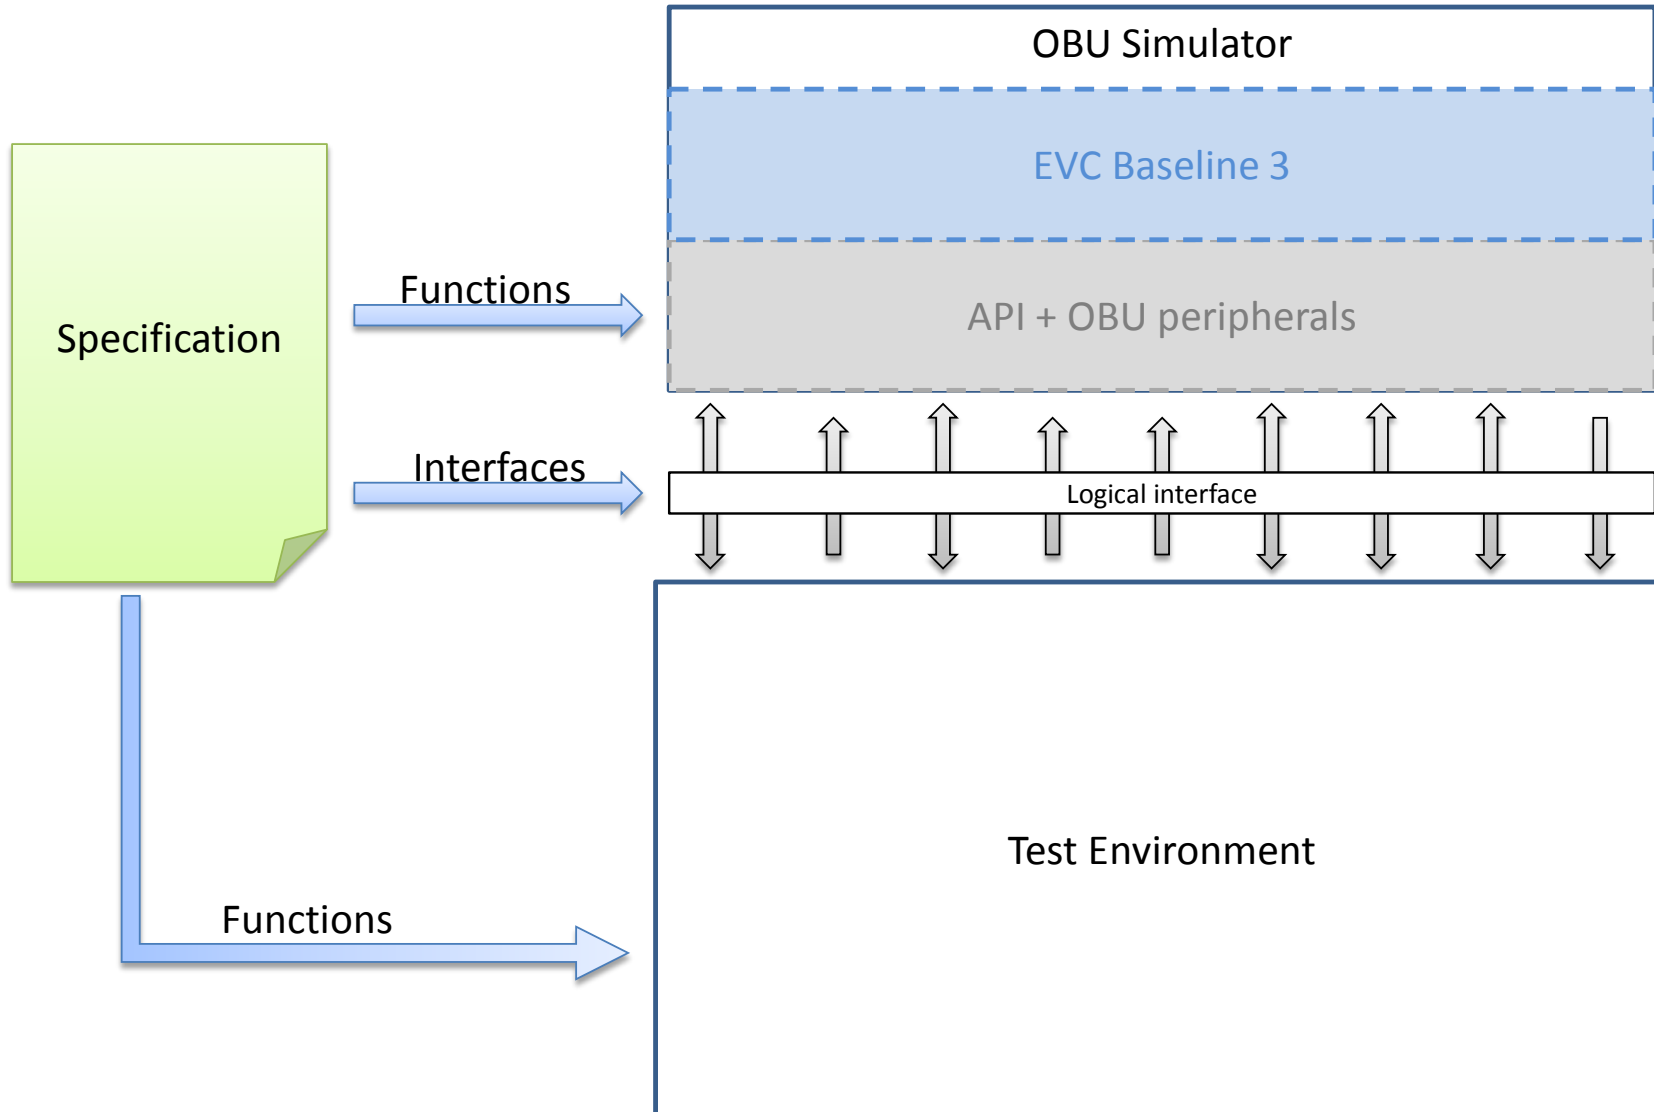 OBU Simulator
EVC Baseline 3
Functions
API + OBU peripherals
Specification
Interfaces
Logical interface
Test Environment
Functions